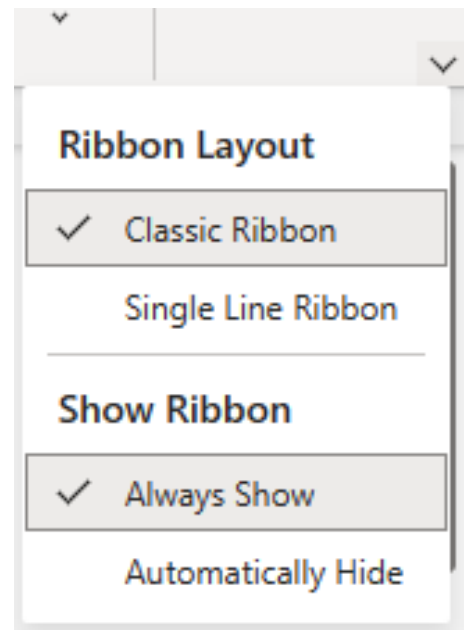 Ribbon Layout
Classic Ribbon
Single Line Ribbon
Show Ribbon
Always Show
Automatically Hide